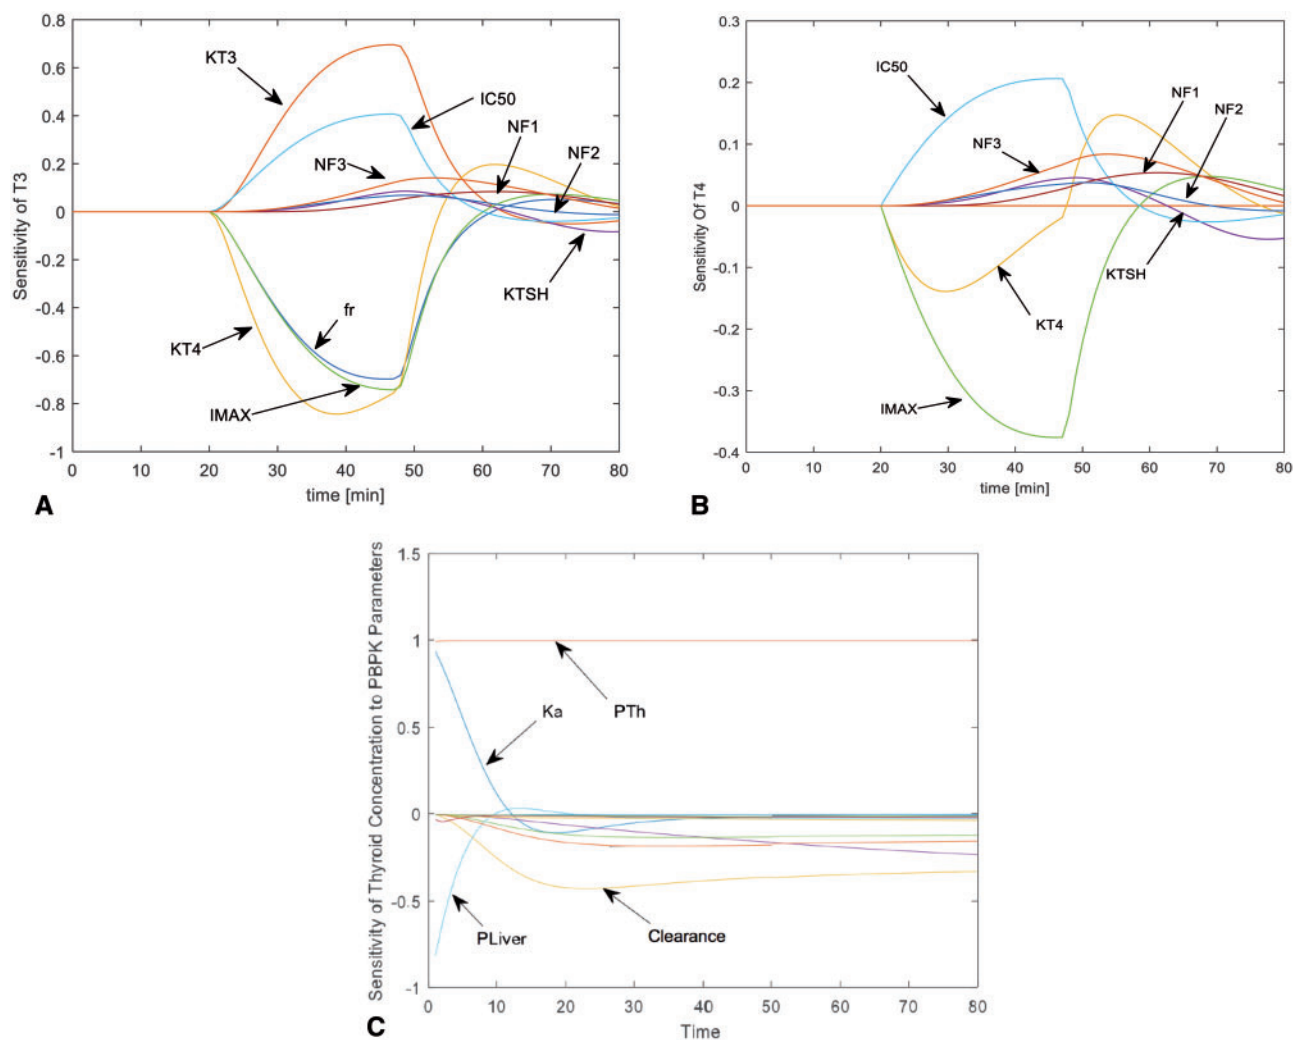 0.8
0.6
0.4
0.2
0
-0.2
-0.4
-0.6
-0.8
-1
Sensitivity of T3
KT3
IC50
NF1
NF2
NF3
fr
KT4
KTSH
IMAX
0 10 20 30 40 50 60 70 80
time [min]
A
0.3
0.2
0.1
0
-0.1
-0.2
-0.3
-0.4
Sensitivity Of T4
IC50
NF1
NF2
NF3
KTSH
KT4
IMAX
0 10 20 30 40 50 60 70 80
time [min]
B
1.5
1
0.5
0
-0.5
-1
Sensitivity of Thyroid Concentration to PBPK Parameters
Ka
PTh
PLiver
Clearance
0 10 20 30 40 50 60 70 80
Time
C